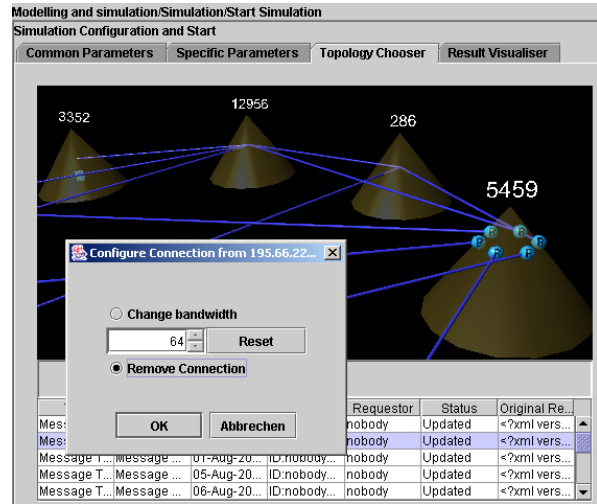 Modelling and simulation/Simulation/Start Simulation
Simulation Configuration and Start
Common Parameters Specific Parameters Topology Chooser Result Visualiser
3352 12956 286
5459
R R
R R
R R
Configure Connection from 195.66.22...
Change bandwidth
64 Reset
Remove Connection
OK Abbrechen
Requestor Status Original Re...
nobody Updated <?xml vers...
nobody Updated <?xml vers...
Message T... Message ... 01-Aug-20... ID:nobody... nobody Updated <?xml vers...
Message T... Message ... 05-Aug-20... ID:nobody... nobody Updated <?xml vers...
Message T... Message ... 06-Aug-20... ID:nobody... nobody Updated <?xml vers...